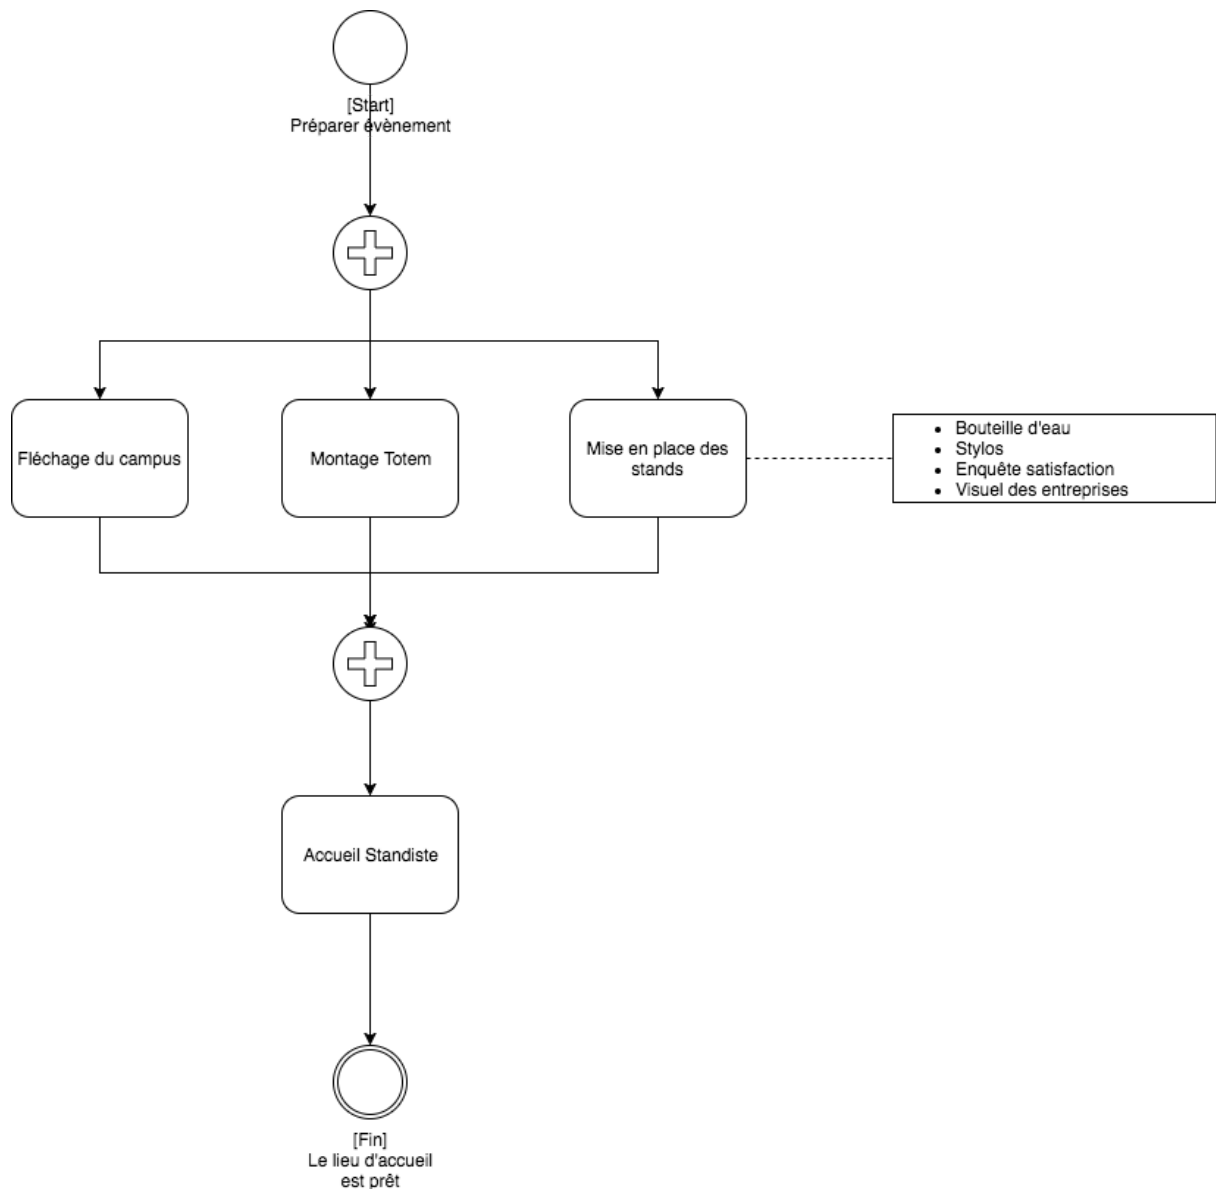 [Start]
Préparer évènement
Fléchage du campus
Montage Totem
Mise en place des
stands
Bouteille d'eau
Stylos
Enquête satisfaction
Visuel des entreprises
Accueil Standiste
[Fin]
Le lieu d'accueil
est prêt